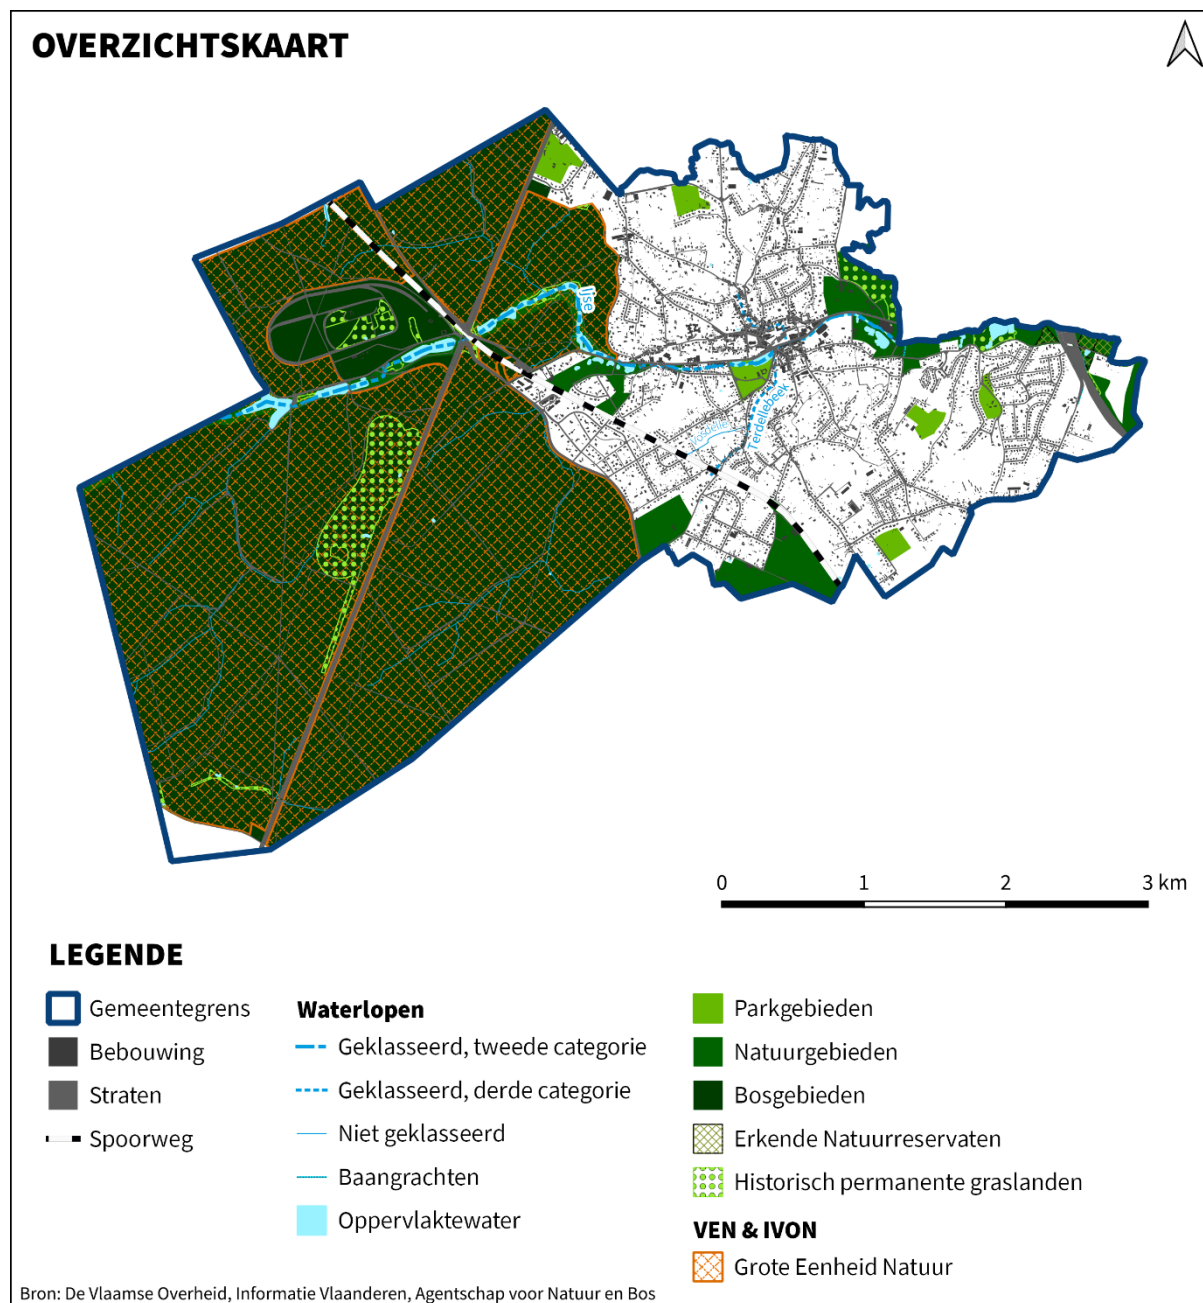 OVERZICHTSKAART
Ijse
Terdellebeek
0 1 2 3 km
LEGENDE
Gemeentegrens
Bebouwing
Straten
Spoorweg
Waterlopen
Geklasseerd, tweede categorie
Geklasseerd, derde categorie
Niet geklasseerd
Baangrachten
Oppervlaktewater
Parkgebieden
Natuurgebieden
Bosgebieden
Erkende Natuurreservaten
Historisch permanente graslanden
VEN & IVON
Grote Eenheid Natuur
Bron: De Vlaamse Overheid, Informatie Vlaanderen, Agentschap voor Natuur en Bos